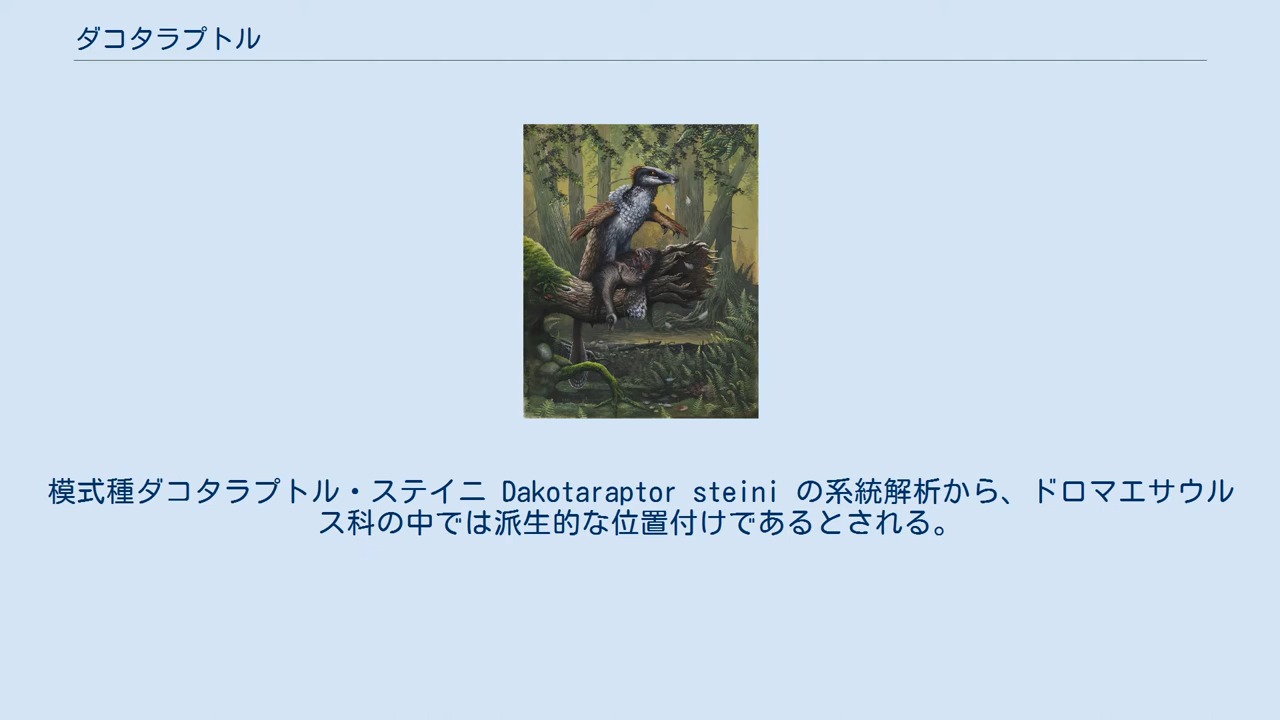 ダコタラプトル
模式種ダコタラプトル・ステイニ Dakotaraptor steini の系統解析から、ドロマエサウル
ス科の中では派生的な位置付けであるとされる。